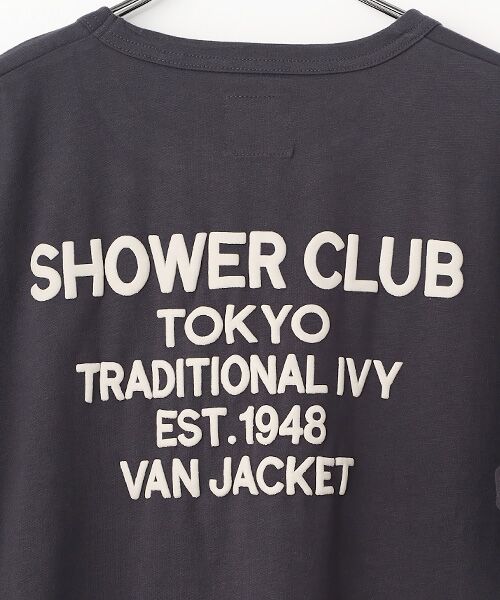 SHOWER CLUB
TOKYO
TRADITIONAL IVY
EST.1948
VAN JACKET